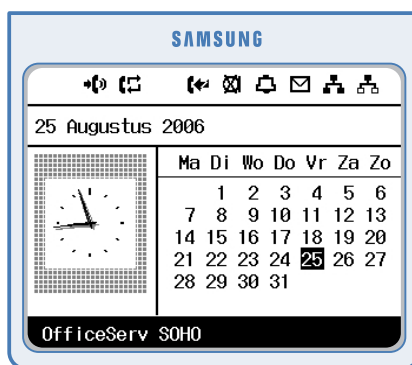 SAMSUNG
25 Augustus 2006
Ma Di Wo Do Vr Za Zo
1 2 3 4 5 6
7 8 9 10 11 12 13
14 15 16 17 18 19 20
21 22 23 24 25 26 27
28 29 30 31
OfficeServ SOHO